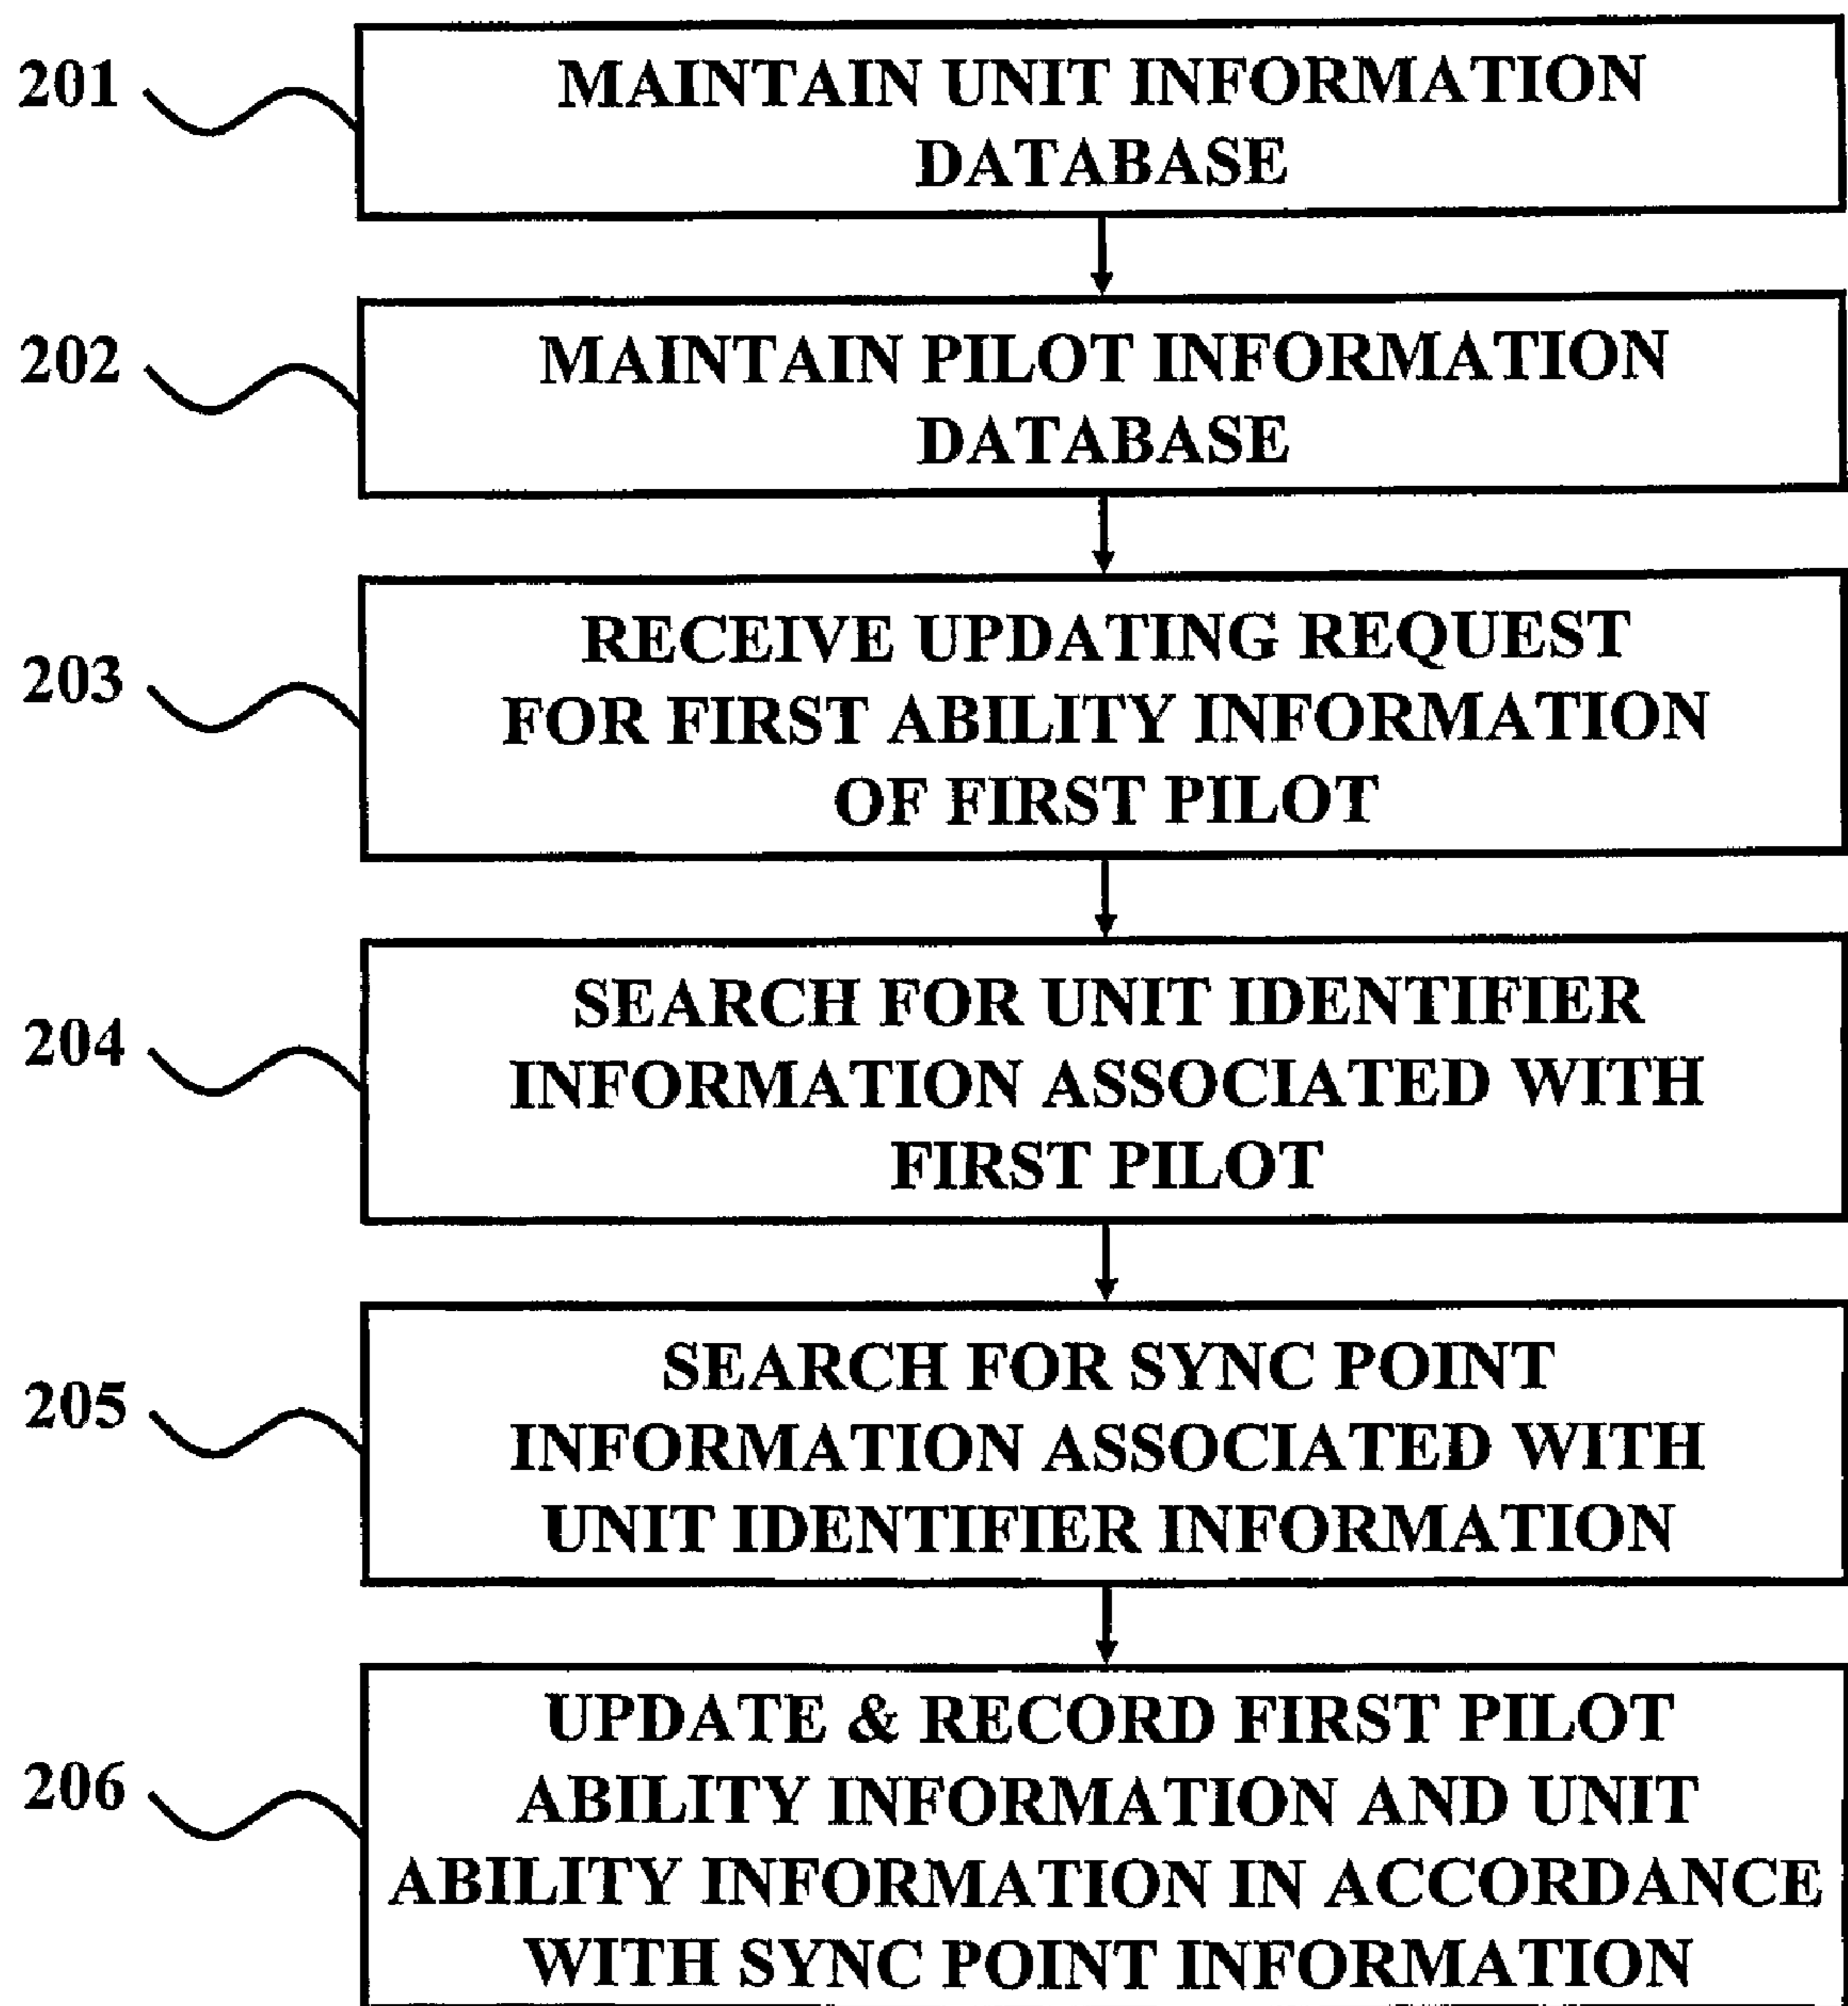 201
MAINTAIN UNIT INFORMATION
DATABASE
202
MAINTAIN PILOT INFORMATION
DATABASE
203
RECEIVE UPDATING REQUEST
FOR FIRST ABILITY INFORMATION
OF FIRST PILOT
204
SEARCH FOR UNIT IDENTIFIER
INFORMATION ASSOCIATED WITH
FIRST PILOT
205
SEARCH FOR SYNC POINT
INFORMATION ASSOCIATED WITH
UNIT IDENTIFIER INFORMATION
206
UPDATE & RECORD FIRST PILOT
ABILITY INFORMATION AND UNIT
ABILITY INFORMATION IN ACCORDANCE
WITH SYNC POINT INFORMATION